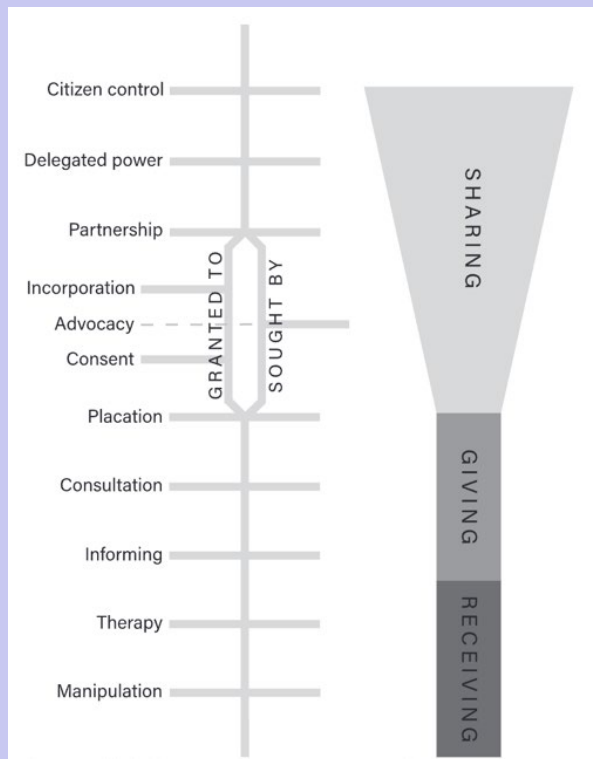 Citizen control
Delegated power
Partnership
Incorporation
Advocacy
Consent
Placation
Consultation
Informing
Therapy
Manipulation
GRANTED TO
SOUGHT BY
SHARING
GIVING
RECEIVING